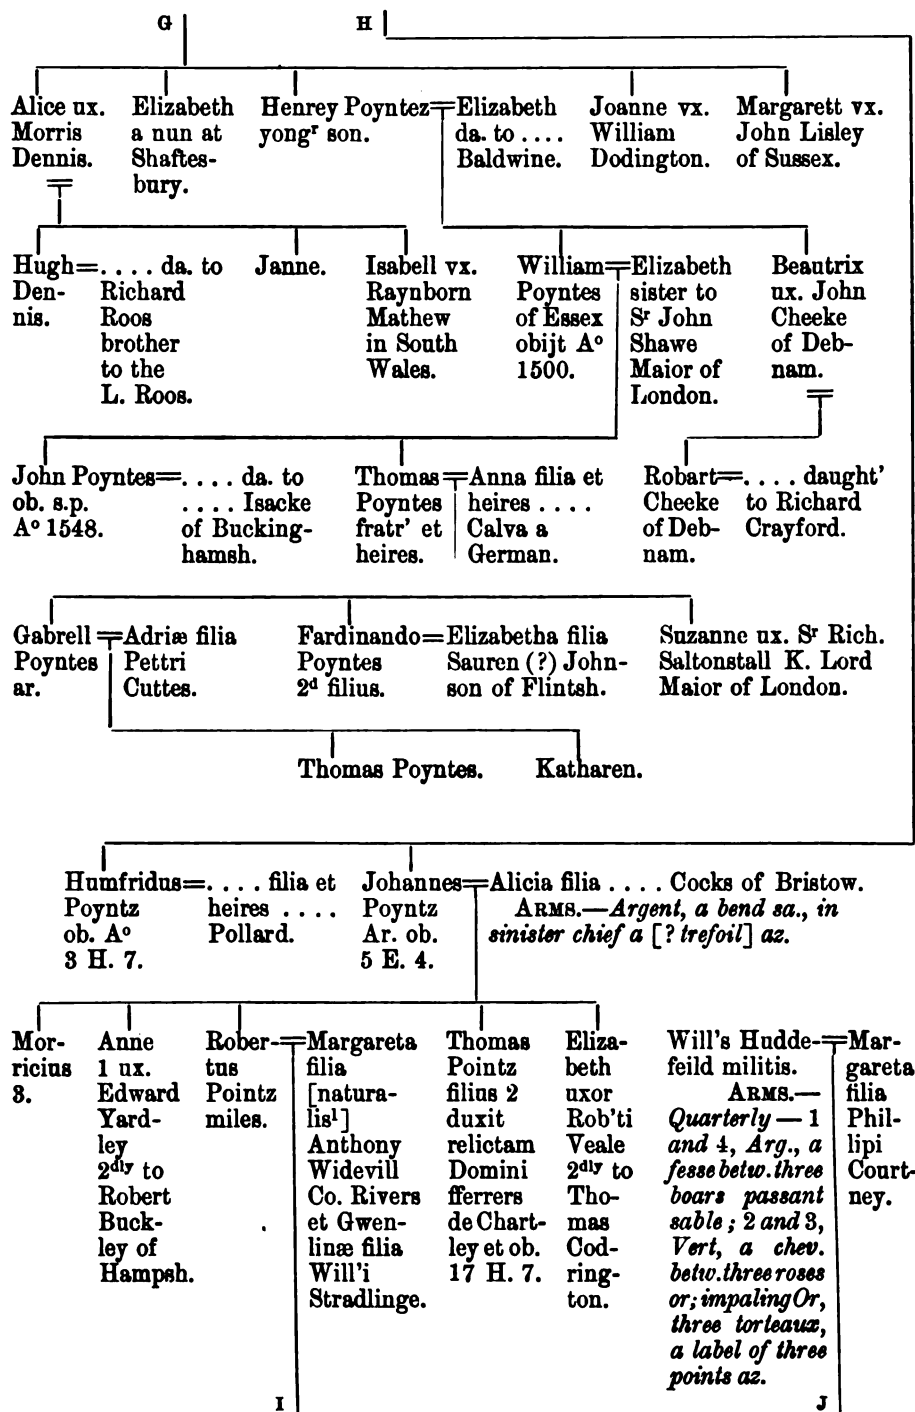 G
H
Alice ux.
Morris
Dennis.
Elizabeth
a nun at
Shaftes-
bury.
Henrey Poyntez=Elizabeth
yongʳ son.
da. to . . . .
Baldwine.
Joanne vx.
William
Dodington.
Margarett vx.
John Lisley
of Sussex.
Hugh=. . . . da. to
Den-
nis.
Richard
Roos
brother
to the
L. Roos.
Janne.
Isabell vx.
Raynborn
Mathew
in South
Wales.
William=Elizabeth
Poyntes
of Essex
obijt Aº
1500.
sister to
Sʳ John
Shawe
Maior of
London.
Beautrix
ux. John
Cheeke
of Deb-
nam.
John Poyntes=. . . . da. to
ob. s.p.
Aº 1548.
. . . . Isacke
of Bucking-
hamsh.
Thomas=Anna filia et
Poyntes
fratr' et
heires.
heires . . . .
Calva a
German.
Robart=. . . . daught'
Cheeke
of Deb-
nam.
to Richard
Crayford.
Gabrell=Adriæ filia
Poyntes
ar.
Pettri
Cuttes.
Fardinando=Elizabetha filia
Poyntes
2ᵈ filius.
Sauren (?) John-
son of Flintsh.
Suzanne ux. Sʳ Rich.
Saltonstall K. Lord
Maior of London.
Thomas Poyntes.
Katharen.
Humfridus=. . . . filia et
Poyntz
ob. Aº
3 H. 7.
heires . . . .
Pollard.
Johannes=Alicia filia . . . . Cocks of Bristow.
Poyntz
Ar. ob.
5 E. 4.
ARMS.—Argent, a bend sa., in
sinister chief a [? trefoil] az.
Mor-
ricius
3.
Anne
1 ux.
Edward
Yard-
ley
2ᵈˡʸ to
Robert
Buck-
ley of
Hampsh.
Rober-=Margareta
tus
Pointz
miles.
filia
[natura-
lis¹]
Anthony
Widevill
Co. Rivers
et Gwen-
linæ filia
Will'i
Stradlinge.
Thomas
Pointz
filius 2
duxit
relictam
Domini
fferrers
de Chart-
ley et ob.
17 H. 7.
Eliza-
beth
uxor
Rob'ti
Veale
2ᵈˡʸ to
Tho-
mas
Cod-
ring-
ton.
Will's Hudde-=Mar-
feild militis.
ARMS.—
Quarterly — 1
and 4, Arg., a
fesse betw. three
boars passant
sable; 2 and 3,
Vert, a chev.
betw. three roses
or; impaling Or,
three torteaux,
a label of three
points az.
gareta
filia
Phil-
lipi
Court-
ney.
I
J